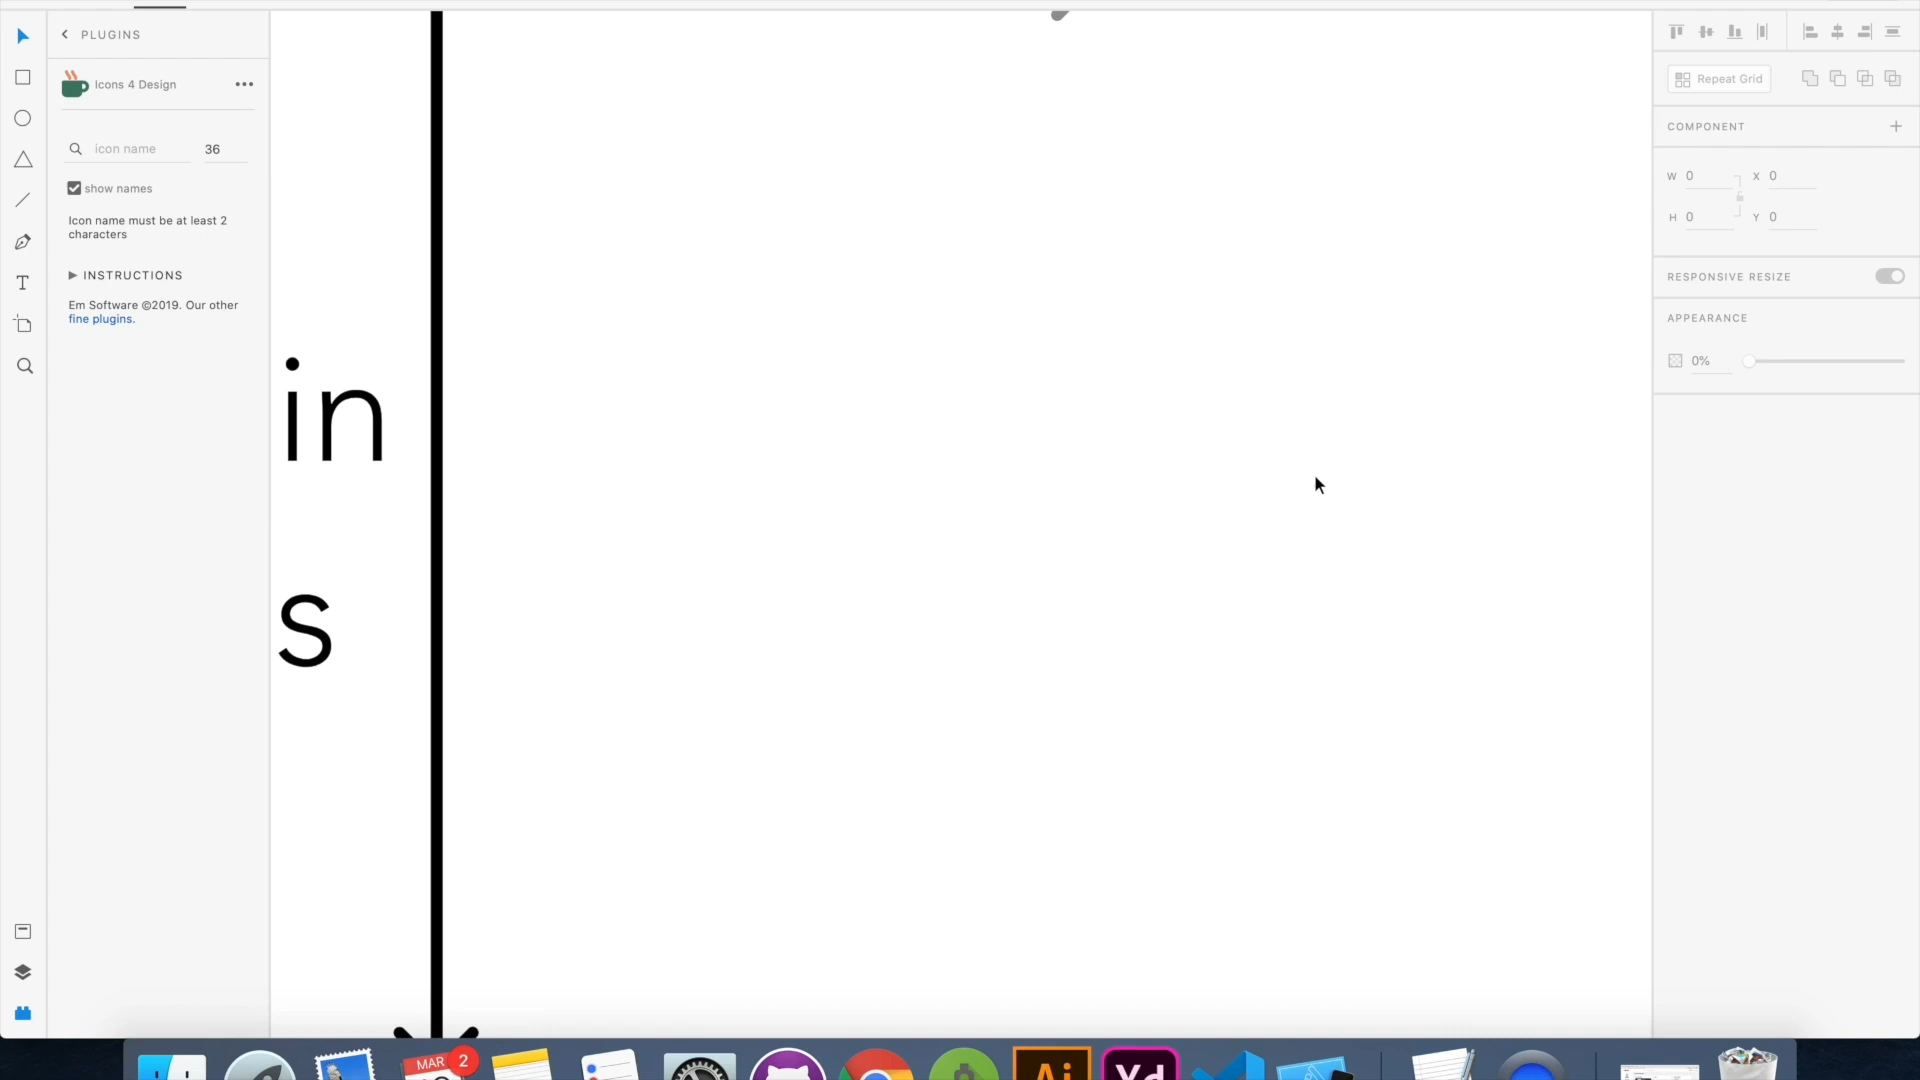 PLUGINS
Icons 4 Design
icon name 36
show names
Icon name must be at least 2
characters
INSTRUCTIONS
Em Software ©2019. Our other
fine plugins.
in
s
Repeat Grid
COMPONENT
W 0 X 0
H 0 Y 0
RESPONSIVE RESIZE
APPEARANCE
0%
MAR 2
Ai
Xd